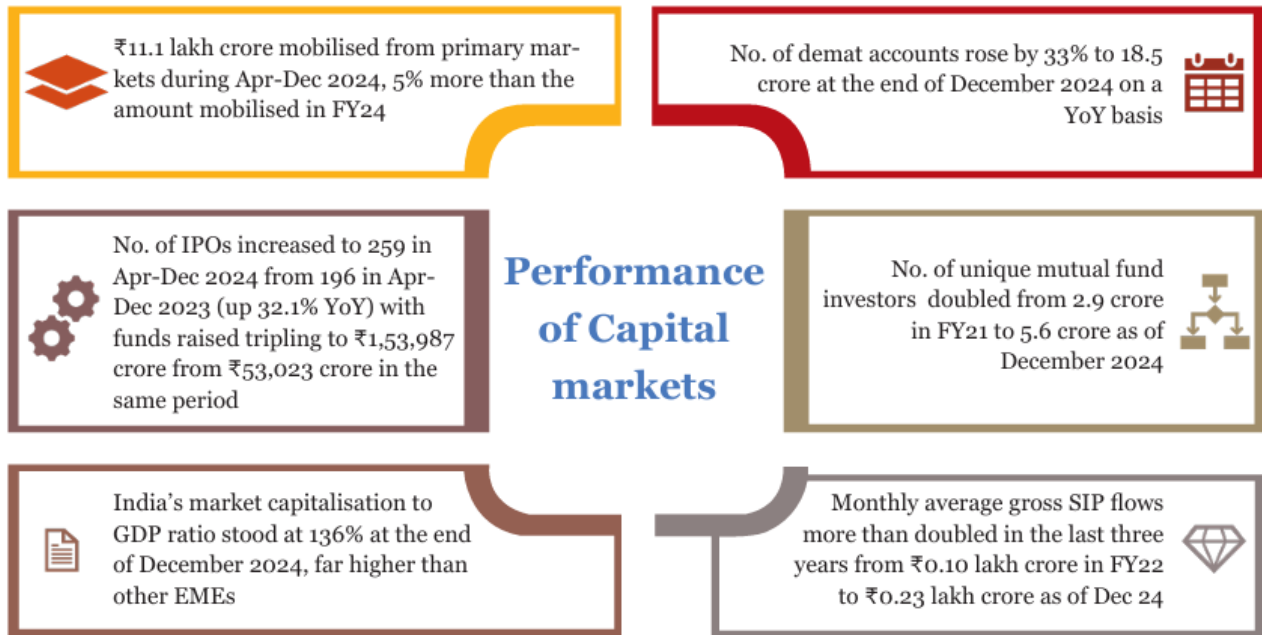 ₹11.1 lakh crore mobilised from primary mar-
kets during Apr-Dec 2024, 5% more than the
amount mobilised in FY24
No. of demat accounts rose by 33% to 18.5
crore at the end of December 2024 on a
YoY basis
No. of IPOs increased to 259 in
Apr-Dec 2024 from 196 in Apr-
Dec 2023 (up 32.1% YoY) with
funds raised tripling to ₹1,53,987
crore from ₹53,023 crore in the
same period
Performance
of Capital
markets
No. of unique mutual fund
investors doubled from 2.9 crore
in FY21 to 5.6 crore as of
December 2024
India’s market capitalisation to
GDP ratio stood at 136% at the end
of December 2024, far higher than
other EMEs
Monthly average gross SIP flows
more than doubled in the last three
years from ₹0.10 lakh crore in FY22
to ₹0.23 lakh crore as of Dec 24